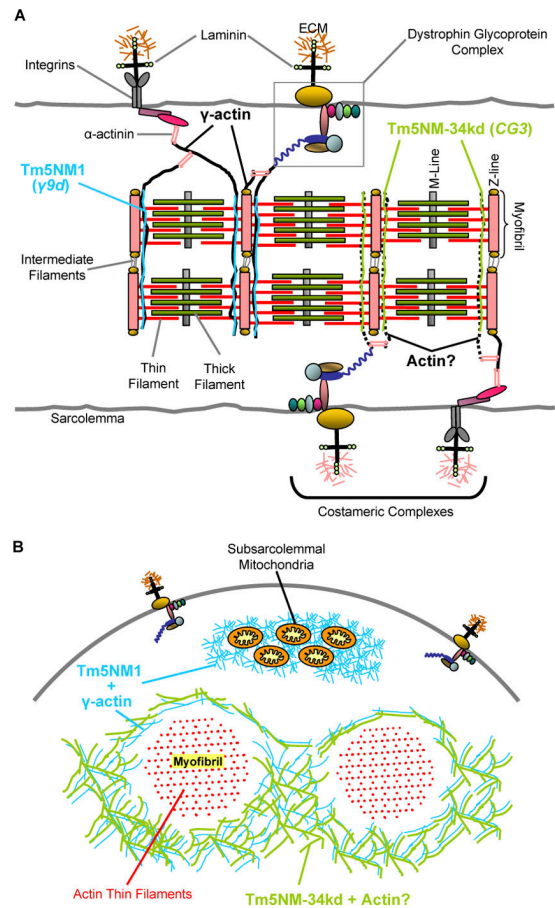 A
Laminin
ECM
Dystrophin Glycoprotein
Complex
Integrins
α-actinin
γ-actin
Tm5NM-34kd (CG3)
Tm5NM1
(γ9d)
M-Line
Z-line
Myofibril
Intermediate
Filaments
Thin
Filament
Thick
Filament
Actin?
Sarcolemma
Costameric Complexes
B
Subsarcolemmal
Mitochondria
Tm5NM1
+
γ-actin
Myofibril
Actin Thin Filaments
Tm5NM-34kd + Actin?